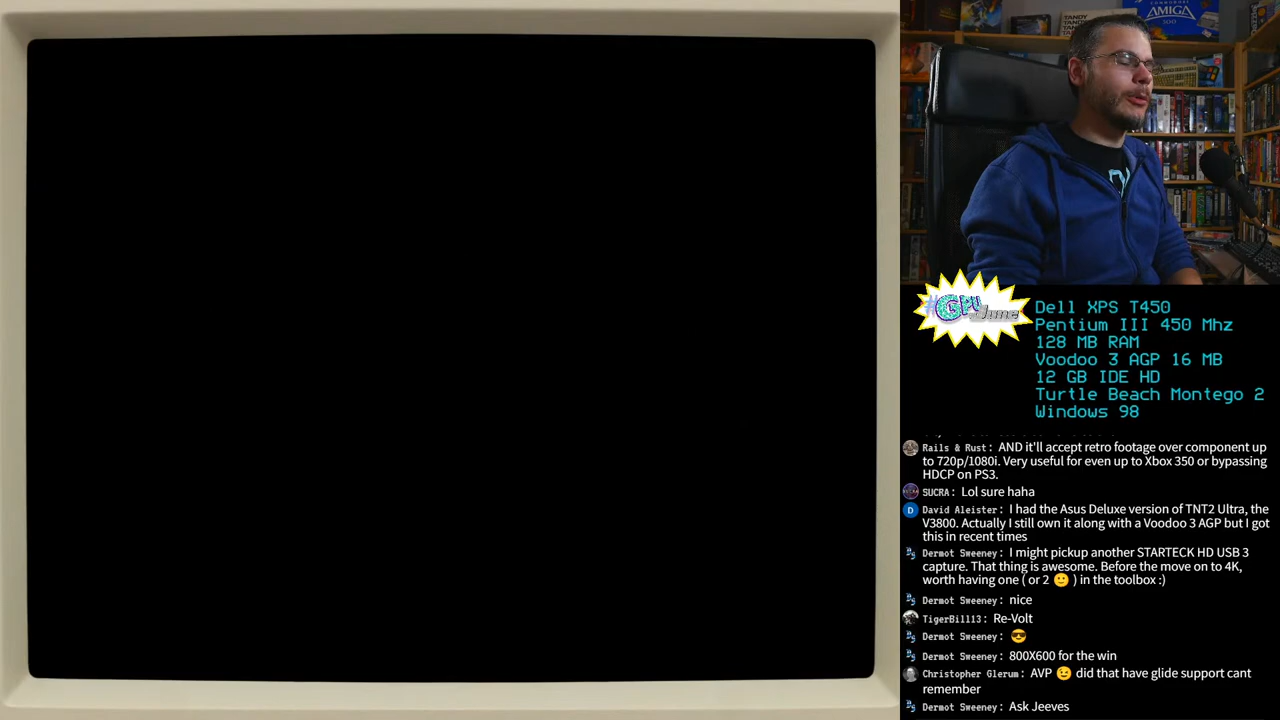 COMMODORE
AMIGA
500
TANDY
TANDY
#GPU
June
Dell XPS T450
Pentium III 450 Mhz
128 MB RAM
Voodoo 3 AGP 16 MB
12 GB IDE HD
Turtle Beach Montego 2
Windows 98
Rails & Rust: AND it'll accept retro footage over component up
to 720p/1080i. Very useful for even up to Xbox 350 or bypassing
HDCP on PS3.
SUCRA: Lol sure haha
D David Aleister: I had the Asus Deluxe version of TNT2 Ultra, the
V3800. Actually I still own it along with a Voodoo 3 AGP but I got
this in recent times
Dermot Sweeney: I might pickup another STARTECK HD USB 3
capture. That thing is awesome. Before the move on to 4K,
worth having one ( or 2 🙂 ) in the toolbox :)
Dermot Sweeney: nice
TigerBill13: Re-Volt
Dermot Sweeney: 😎
Dermot Sweeney: 800X600 for the win
Christopher Glerum: AVP 😉 did that have glide support cant
remember
Dermot Sweeney: Ask Jeeves